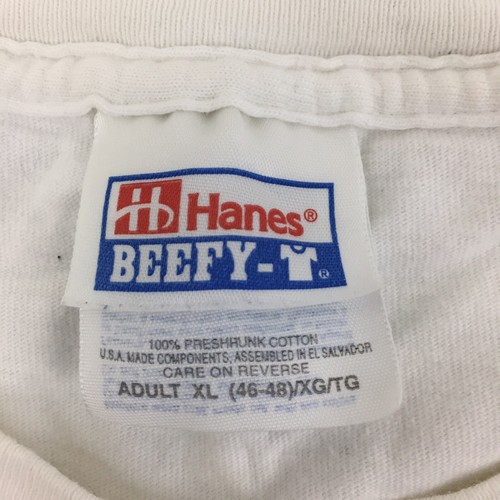 H Hanes®
BEEFY-T®
100% PRESHRUNK COTTON
U.S.A. MADE COMPONENTS, ASSEMBLED IN EL SALVADOR
CARE ON REVERSE
ADULT XL (46-48)/XG/TG